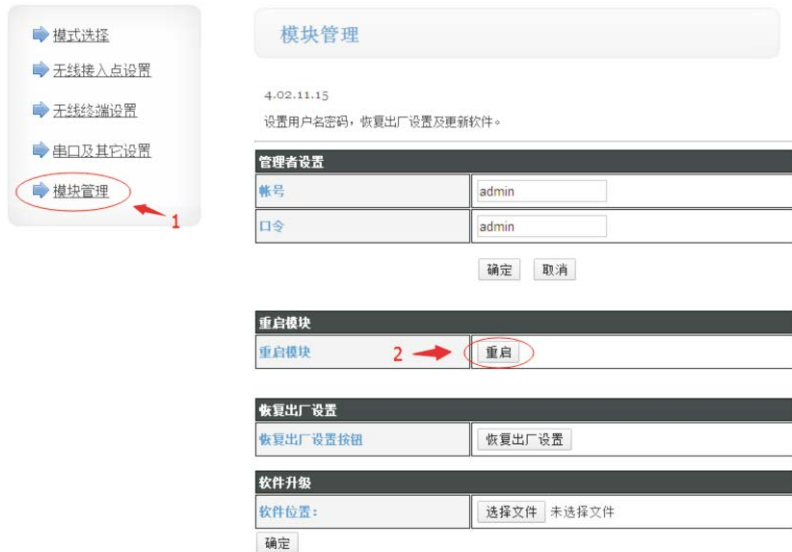 模式选择
无线接入点设置
无线终端设置
串口及其它设置
模块管理
1
模块管理
4.02.11.15
设置用户名密码，恢复出厂设置及更新软件。
管理者设置
帐号 admin
口令 admin
确定 取消
重启模块
重启模块 2 重启
恢复出厂设置
恢复出厂设置按钮 恢复出厂设置
软件升级
软件位置： 选择文件 未选择文件
确定